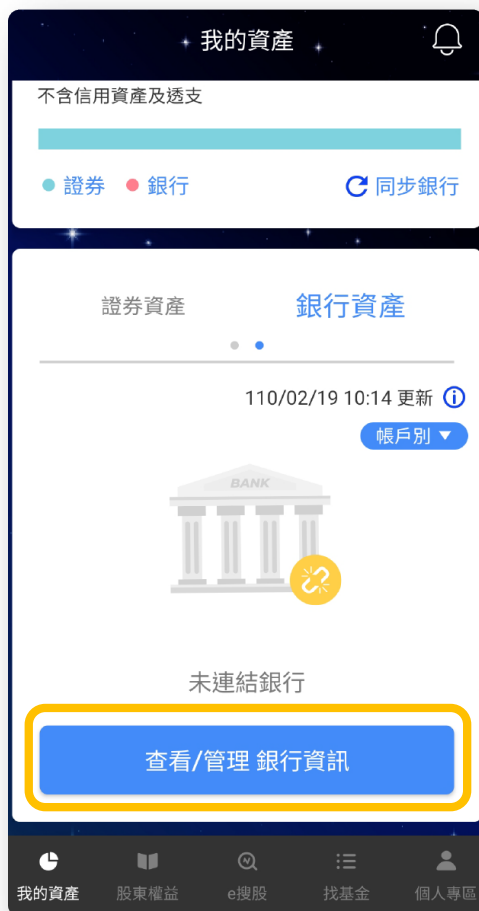 我的資產
不含信用資產及透支
證券 銀行 同步銀行
證券資產 銀行資產
110/02/19 10:14 更新
帳戶別
BANK
未連結銀行
查看/管理 銀行資訊
我的資產 股東權益 e搜股 找基金 個人專區